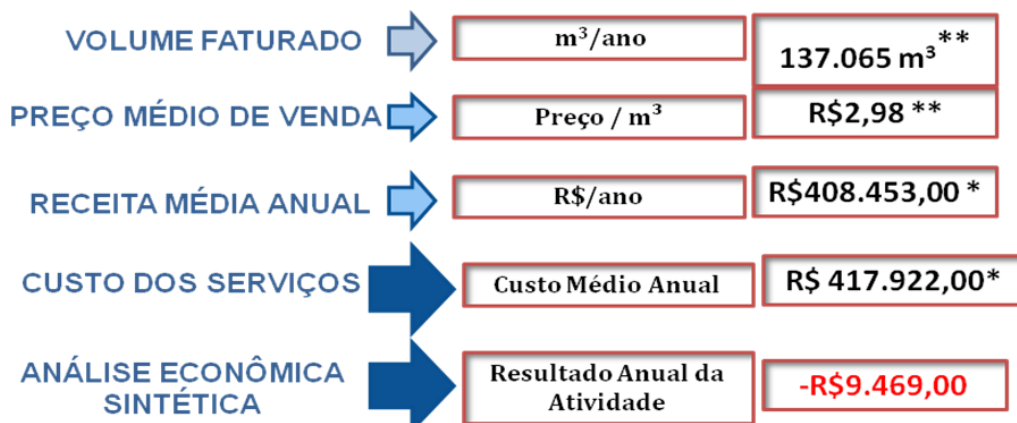 VOLUME FATURADO
m³/ano
137.065 m³**
PREÇO MÉDIO DE VENDA
Preço / m³
R$2,98 **
RECEITA MÉDIA ANUAL
R$/ano
R$408.453,00 *
CUSTO DOS SERVIÇOS
Custo Médio Anual
R$ 417.922,00*
ANÁLISE ECONÔMICA
SINTÉTICA
Resultado Anual da
Atividade
-R$9.469,00